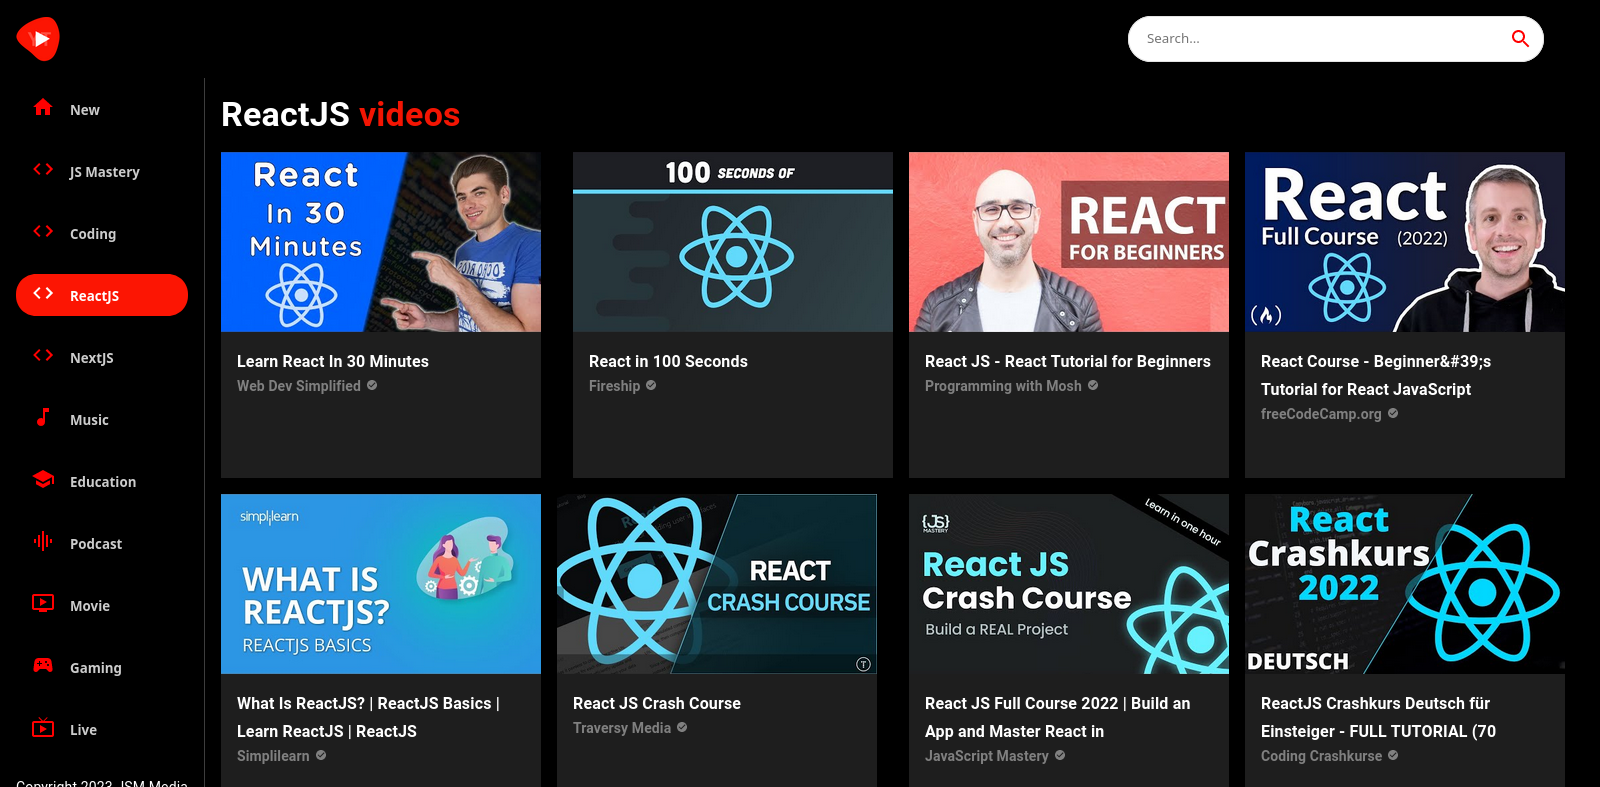 Search...
New
JS Mastery
Coding
ReactJS
NextJS
Music
Education
Podcast
Movie
Gaming
Live
Copyright 2023 JSM Media
ReactJS videos
React
In 30
Minutes
Learn React In 30 Minutes
Web Dev Simplified
100 SECONDS OF
React in 100 Seconds
Fireship
REACT
FOR BEGINNERS
React JS - React Tutorial for Beginners
Programming with Mosh
React
Full Course (2022)
React Course - Beginner&#39;s
Tutorial for React JavaScript
freeCodeCamp.org
simplilearn
WHAT IS
REACTJS?
REACTJS BASICS
What Is ReactJS? | ReactJS Basics |
Learn ReactJS | ReactJS
Simplilearn
REACT
CRASH COURSE
T
React JS Crash Course
Traversy Media
{JS}
MASTERY
Learn in one hour
React JS
Crash Course
Build a REAL Project
React JS Full Course 2022 | Build an
App and Master React in
JavaScript Mastery
React
Crashkurs
2022
DEUTSCH
ReactJS Crashkurs Deutsch für
Einsteiger - FULL TUTORIAL (70
Coding Crashkurse